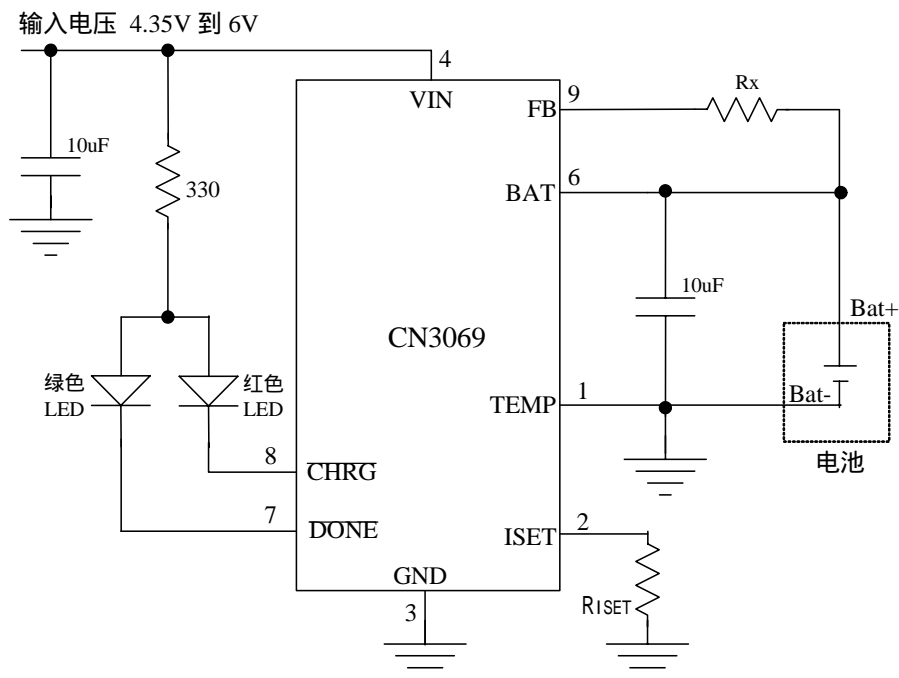 输入电压 4.35V 到 6V
4
VIN
9
FB
Rx
10uF
330
6
BAT
10uF
Bat+
CN3069
绿色
LED
红色
LED
1
TEMP
Bat-
电池
8
CHRG
7
DONE
2
ISET
GND
3
RISET